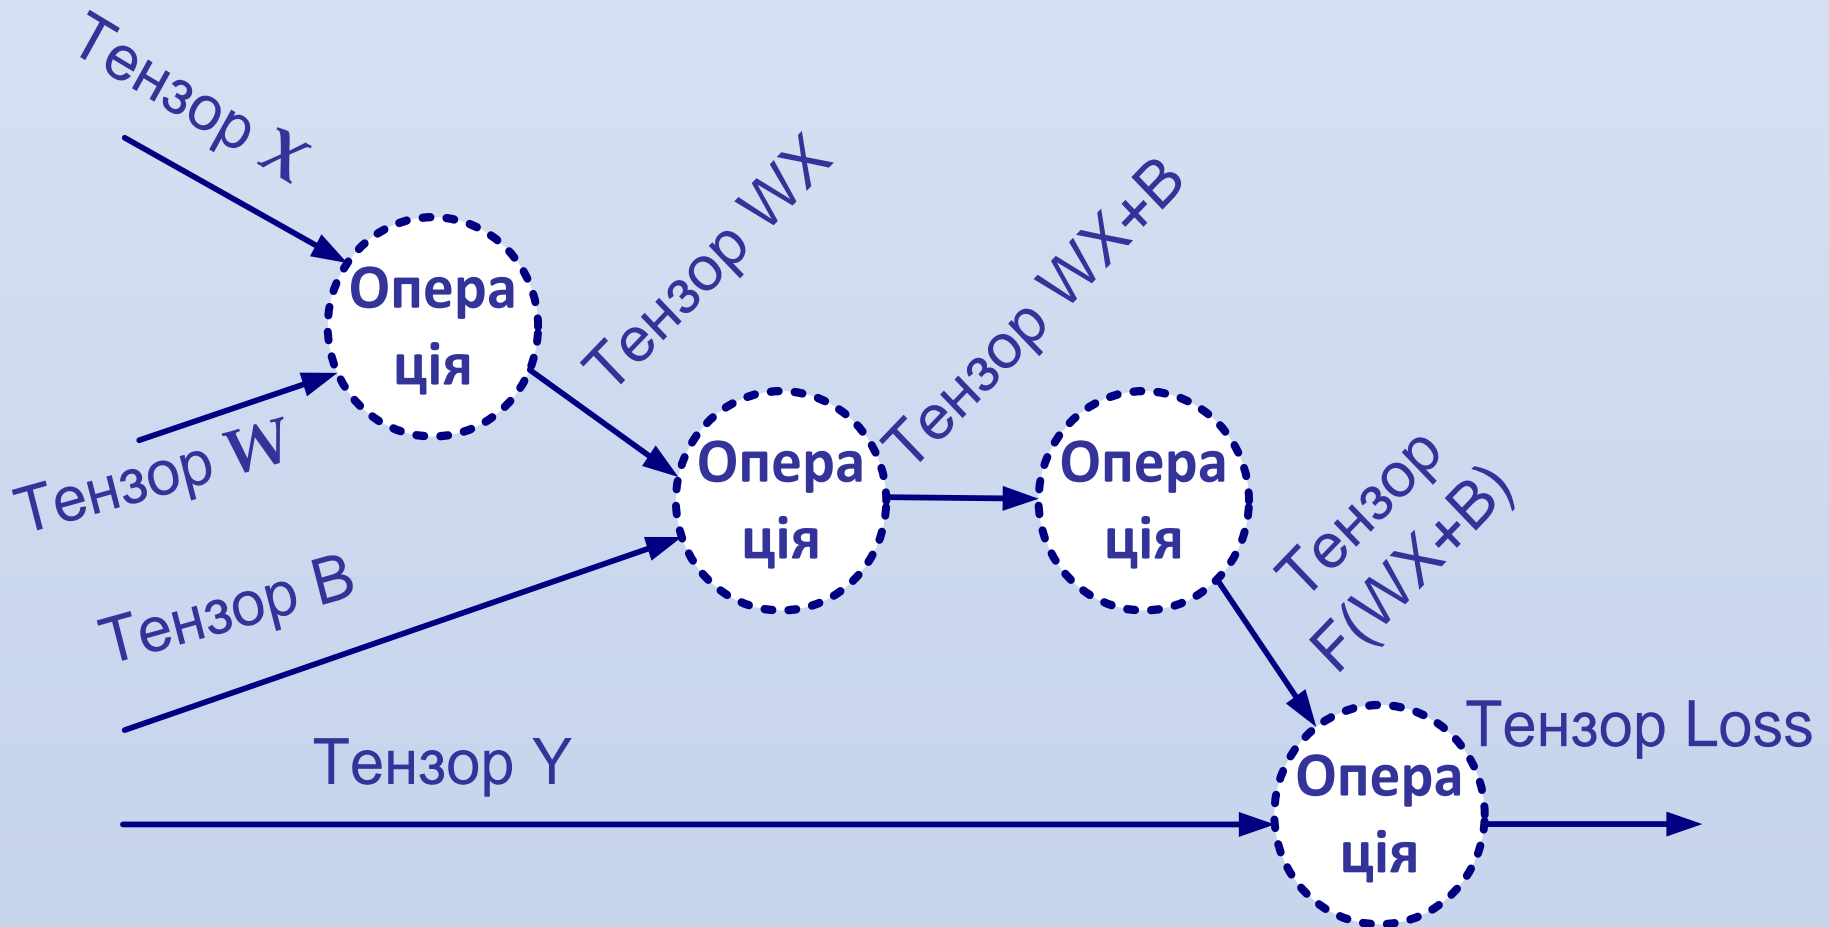 Тензор X
Опера
ція
Тензор W
Тензор WX
Тензор B
Опера
ція
Тензор WX+B
Опера
ція
Тензор
F(WX+B)
Тензор Y
Опера
ція
Тензор Loss